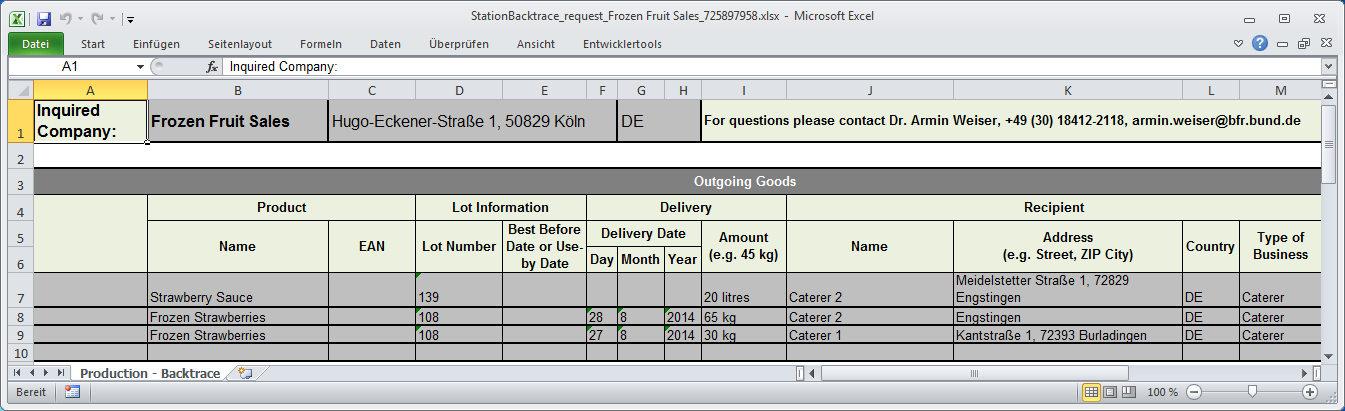 StationBacktrace_request_Frozen Fruit Sales_725897958.xlsx - Microsoft Excel
Datei Start Einfügen Seitenlayout Formeln Daten Überprüfen Ansicht Entwicklertools
A1 fx Inquired Company:
A B C D E F G H I J K L M
1 Inquired Company: Frozen Fruit Sales Hugo-Eckener-Straße 1, 50829 Köln DE For questions please contact Dr. Armin Weiser, +49 (30) 18412-2118, armin.weiser@bfr.bund.de
2
3 Outgoing Goods
4 Product Lot Information Delivery Recipient
5 Name EAN Lot Number Best Before Date or Use-by Date Delivery Date Amount (e.g. 45 kg) Name Address (e.g. Street, ZIP City) Country Type of Business
6 Day Month Year
7 Strawberry Sauce 139 20 litres Caterer 2 Meidelstetter Straße 1, 72829 Engstingen DE Caterer
8 Frozen Strawberries 108 28 8 2014 65 kg Caterer 2 Engstingen DE Caterer
9 Frozen Strawberries 108 27 8 2014 30 kg Caterer 1 Kantstraße 1, 72393 Burladingen DE Caterer
10
Production - Backtrace
Bereit 100 %